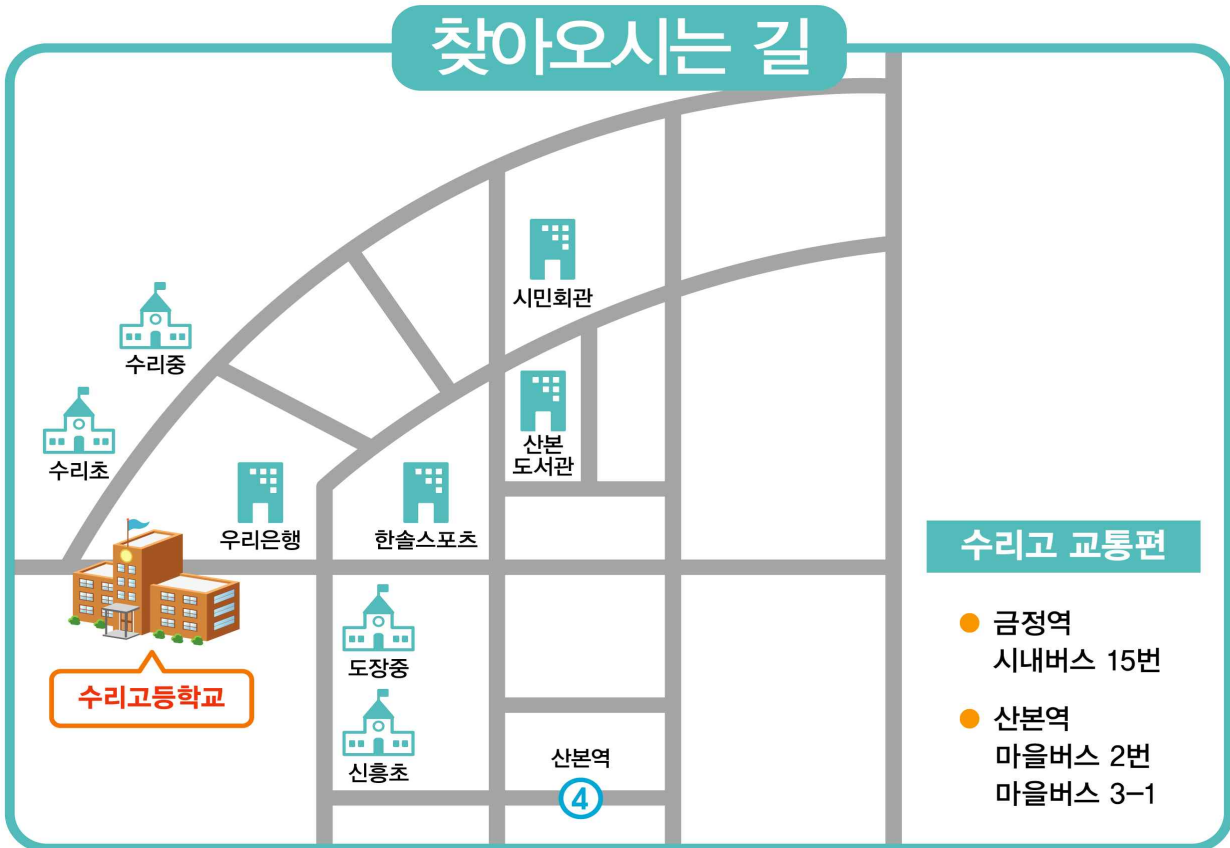 찾아오시는 길
시민회관
수리중
산본
도서관
수리초
우리은행
한솔스포츠
수리고등학교
도장중
신흥초
산본역
4
수리고 교통편
금정역
시내버스 15번
산본역
마을버스 2번
마을버스 3-1